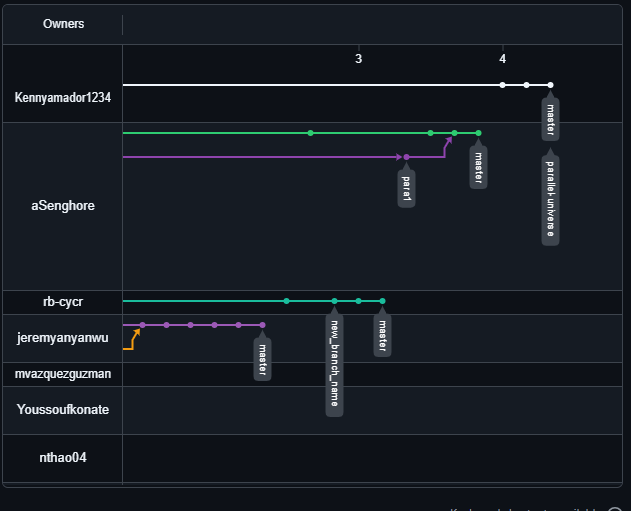 Owners
3
4
Kennyamador1234
master
parallel-universe
aSenghore
para1
master
rb-cycr
new_branch_name
master
jeremyanyanwu
master
mvazquezguzman
Youssoufkonate
nthao04